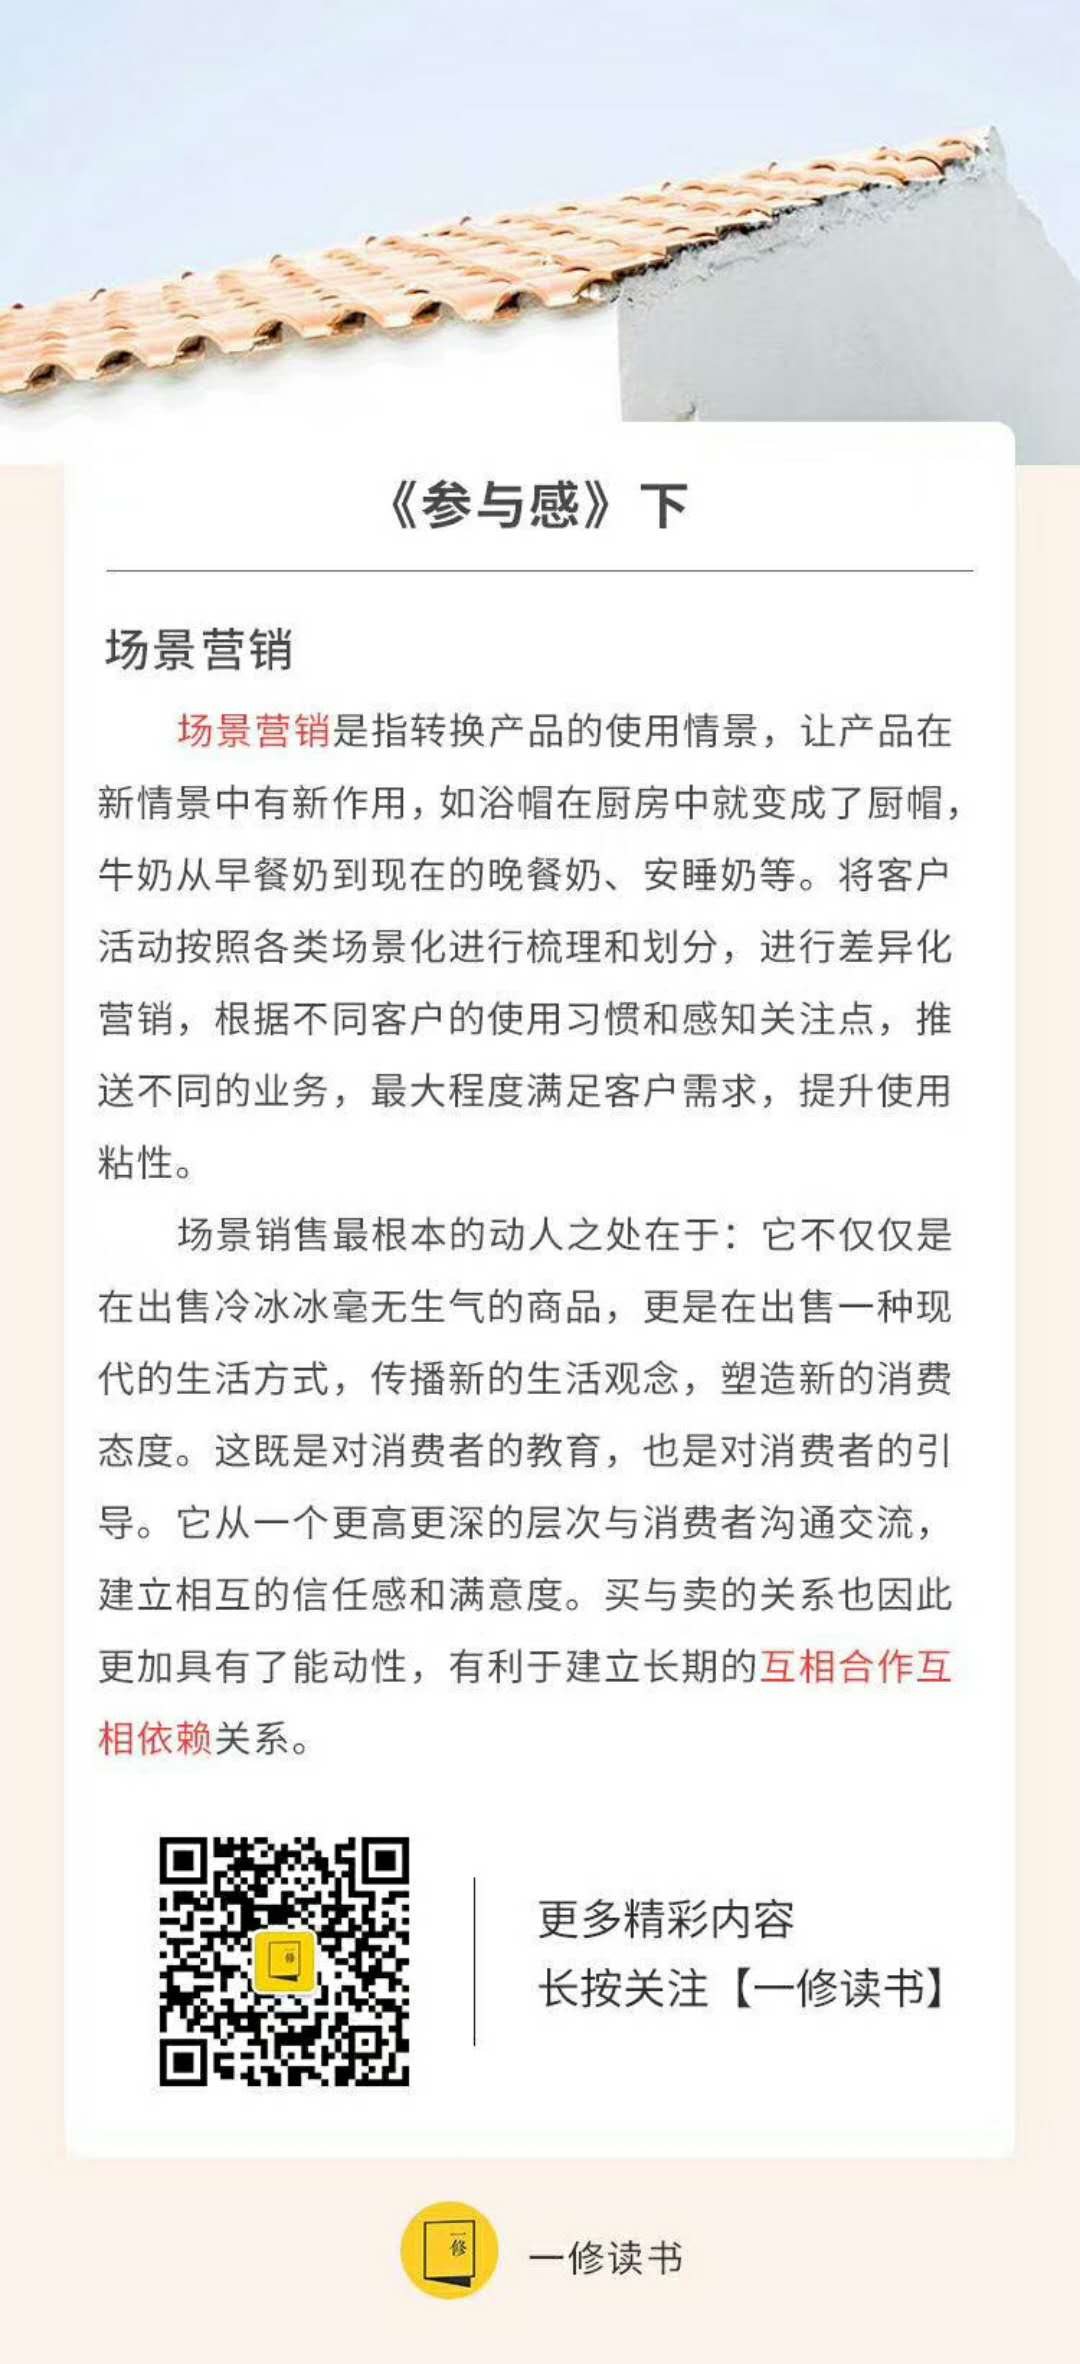 《参与感》下
场景营销
场景营销是指转换产品的使用情景，让产品在
新情景中有新作用，如浴帽在厨房中就变成了厨帽，
牛奶从早餐奶到现在的晚餐奶、安睡奶等。将客户
活动按照各类场景化进行梳理和划分，进行差异化
营销，根据不同客户的使用习惯和感知关注点，推
送不同的业务，最大程度满足客户需求，提升使用
粘性。
场景销售最根本的动人之处在于：它不仅仅是
在出售冷冰冰毫无生气的商品，更是在出售一种现
代的生活方式，传播新的生活观念，塑造新的消费
态度。这既是对消费者的教育，也是对消费者的引
导。它从一个更高更深的层次与消费者沟通交流，
建立相互的信任感和满意度。买与卖的关系也因此
更加具有了能动性，有利于建立长期的互相合作互
相依赖关系。
一修
更多精彩内容
长按关注【一修读书】
一修
一修读书